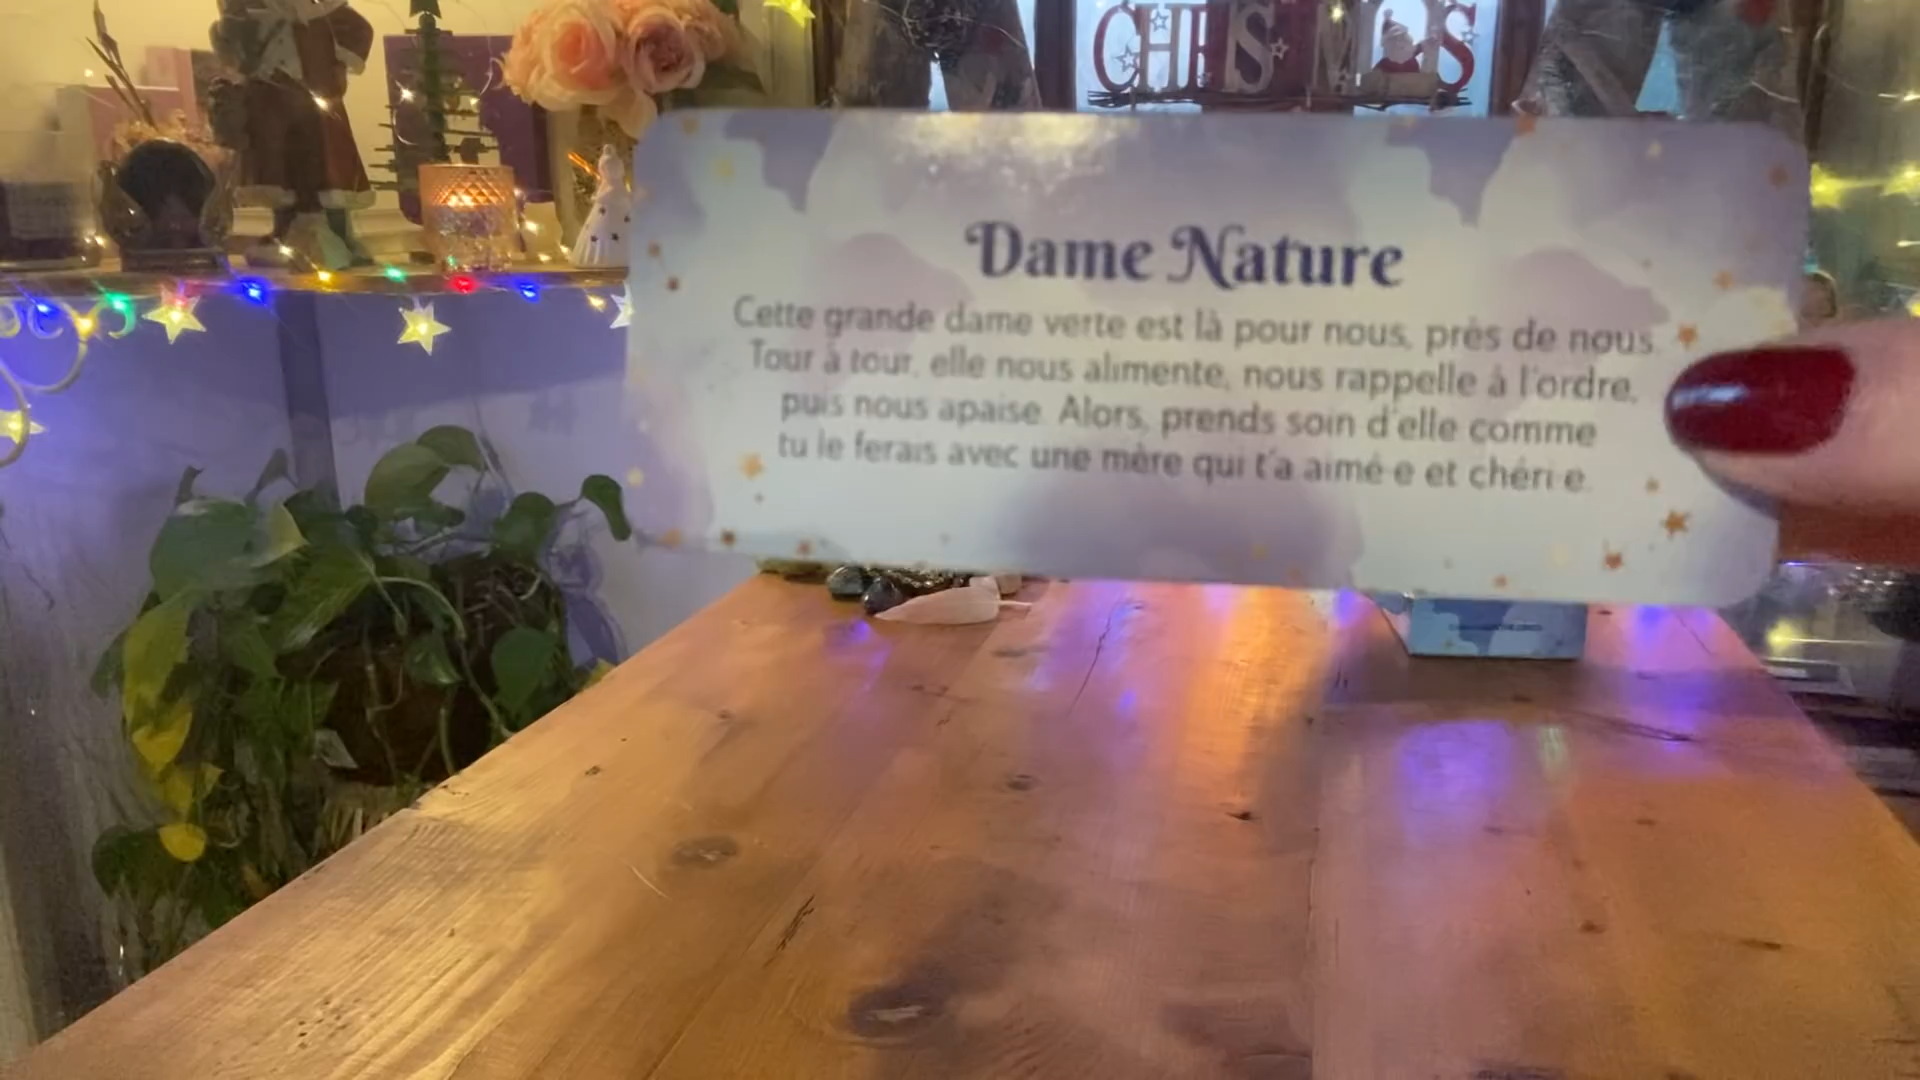 CHRISTMAS
Dame Nature
Cette grande dame verte est là pour nous, près de nous.
Tour à tour, elle nous alimente, nous rappelle à l'ordre,
puis nous apaise. Alors, prends soin d'elle comme
tu le ferais avec une mère qui t'a aimé·e et chéri·e.